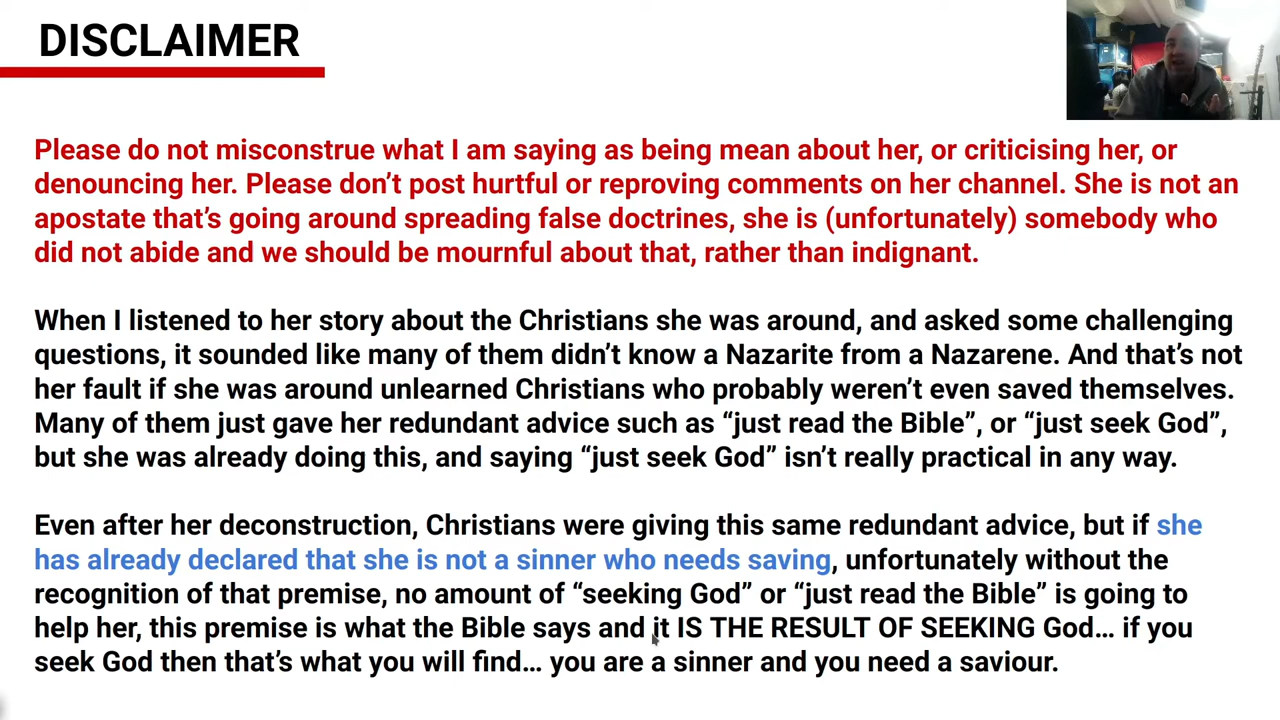 DISCLAIMER
Please do not misconstrue what I am saying as being mean about her, or criticising her, or
denouncing her. Please don’t post hurtful or reproving comments on her channel. She is not an
apostate that’s going around spreading false doctrines, she is (unfortunately) somebody who
did not abide and we should be mournful about that, rather than indignant.
When I listened to her story about the Christians she was around, and asked some challenging
questions, it sounded like many of them didn’t know a Nazarite from a Nazarene. And that’s not
her fault if she was around unlearned Christians who probably weren’t even saved themselves.
Many of them just gave her redundant advice such as “just read the Bible”, or “just seek God”,
but she was already doing this, and saying “just seek God” isn’t really practical in any way.
Even after her deconstruction, Christians were giving this same redundant advice, but if she
has already declared that she is not a sinner who needs saving, unfortunately without the
recognition of that premise, no amount of “seeking God” or “just read the Bible” is going to
help her, this premise is what the Bible says and it IS THE RESULT OF SEEKING God... if you
seek God then that’s what you will find... you are a sinner and you need a saviour.